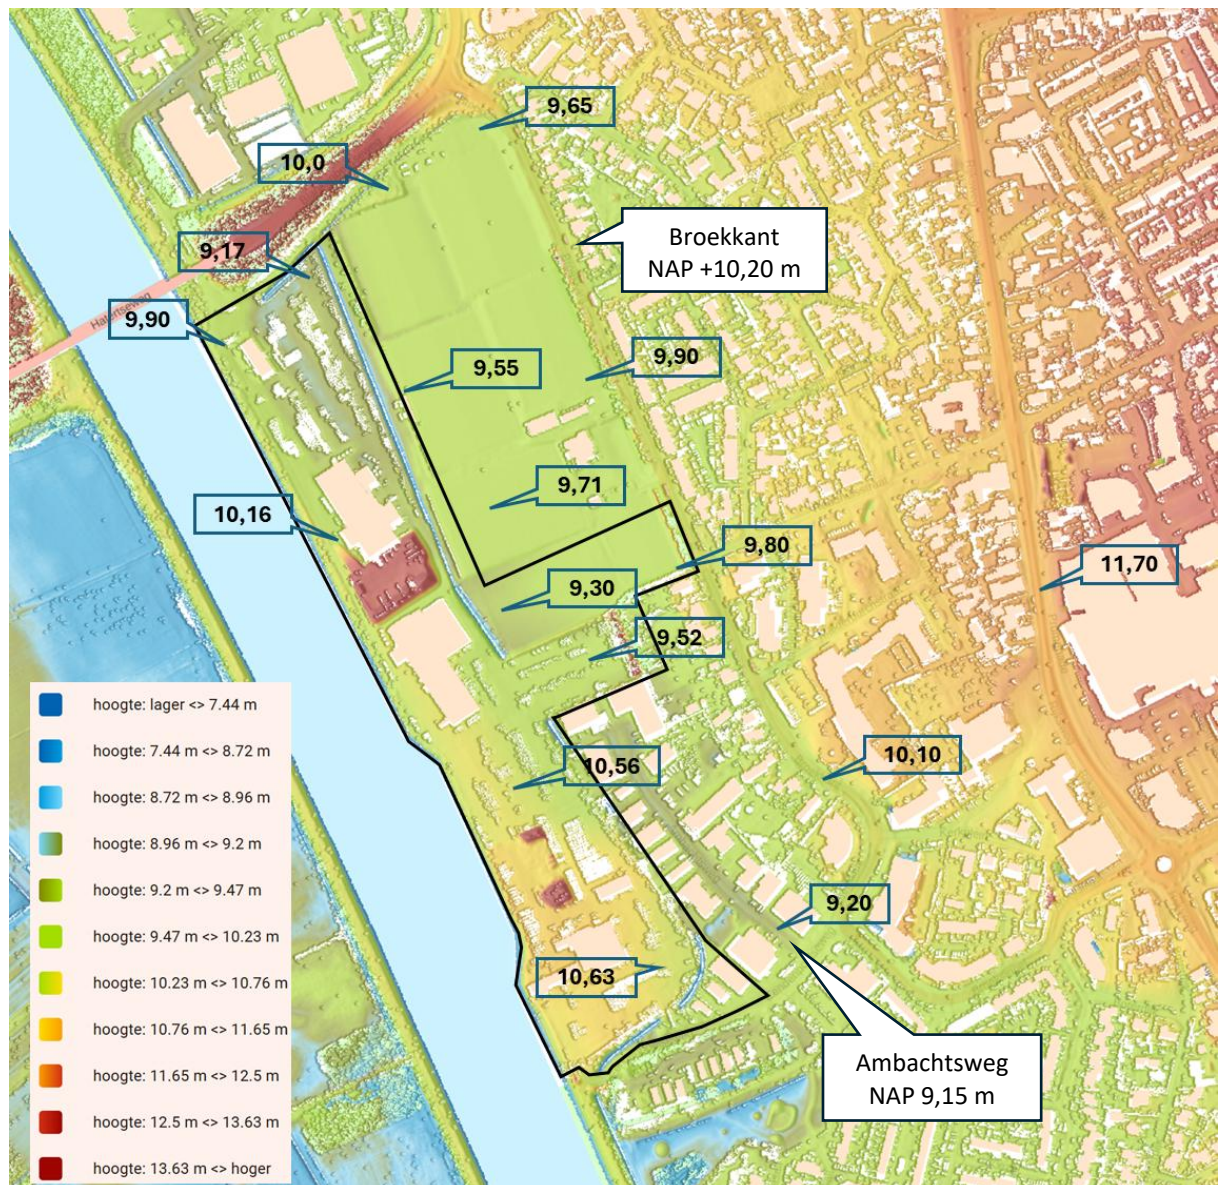 9,65
10,0
Broekkant
NAP +10,20 m
9,17
Hatertseweg
9,90
9,90
9,55
9,71
10,16
9,80
11,70
9,30
9,52
10,10
10,56
9,20
10,63
Ambachtsweg
NAP 9,15 m
hoogte: lager <> 7.44 m
hoogte: 7.44 m <> 8.72 m
hoogte: 8.72 m <> 8.96 m
hoogte: 8.96 m <> 9.2 m
hoogte: 9.2 m <> 9.47 m
hoogte: 9.47 m <> 10.23 m
hoogte: 10.23 m <> 10.76 m
hoogte: 10.76 m <> 11.65 m
hoogte: 11.65 m <> 12.5 m
hoogte: 12.5 m <> 13.63 m
hoogte: 13.63 m <> hoger